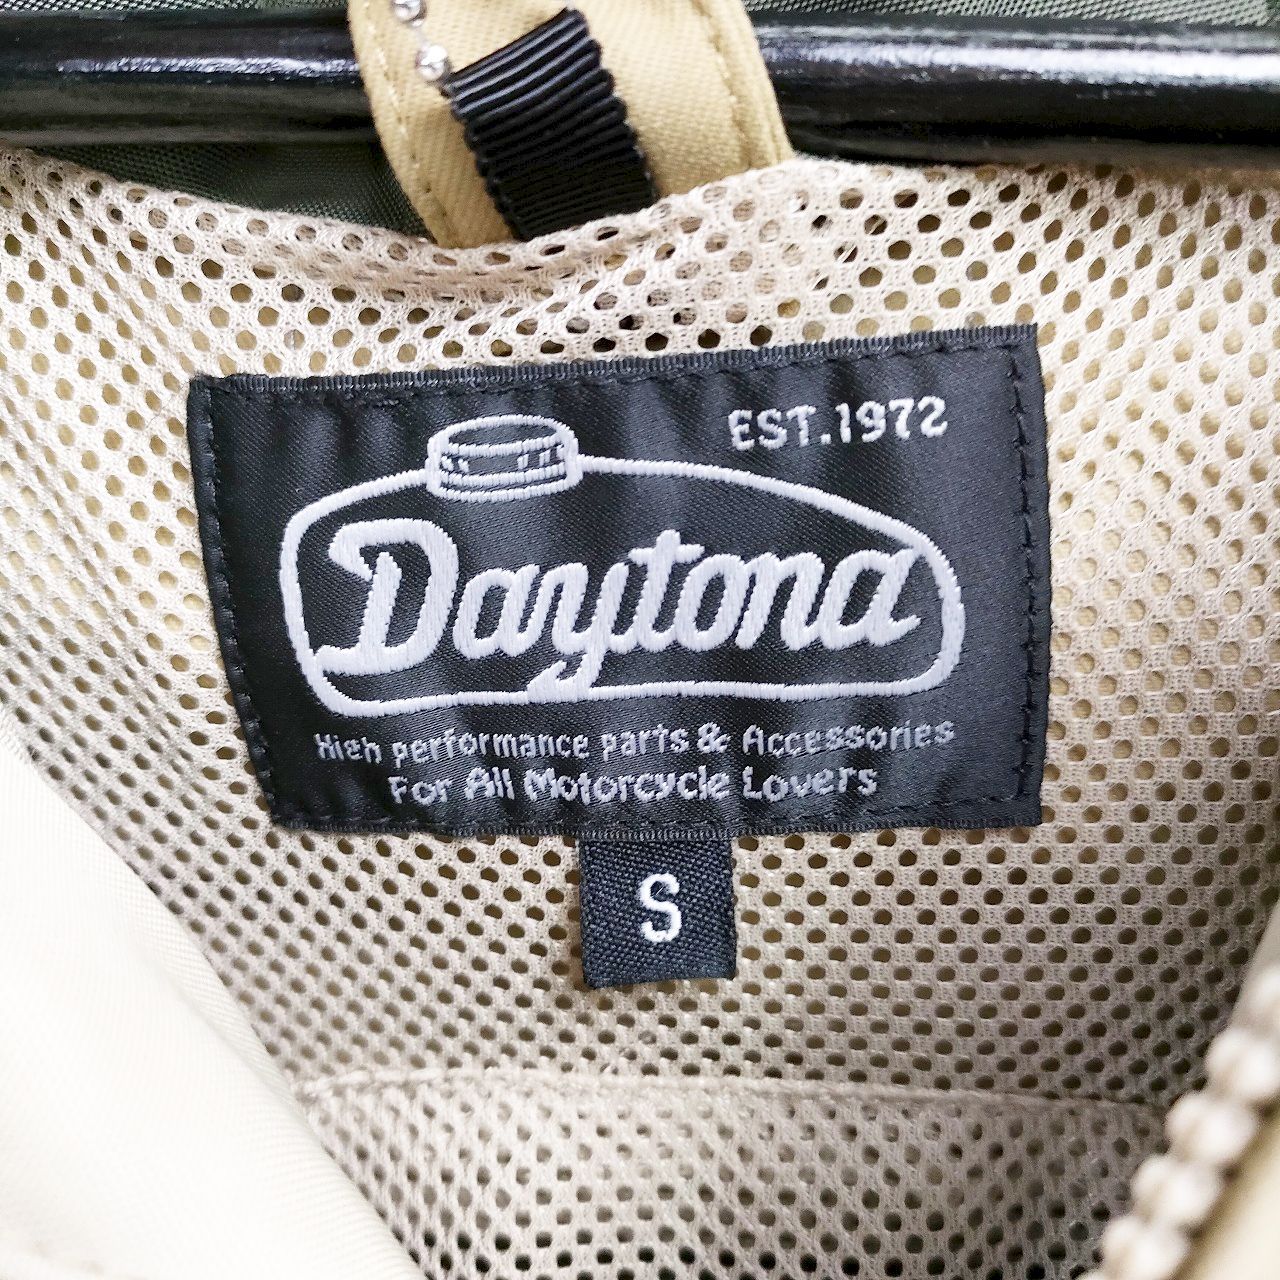 EST.1972
Daytona
High performance parts & Accessories
For All Motorcycle Lovers
S